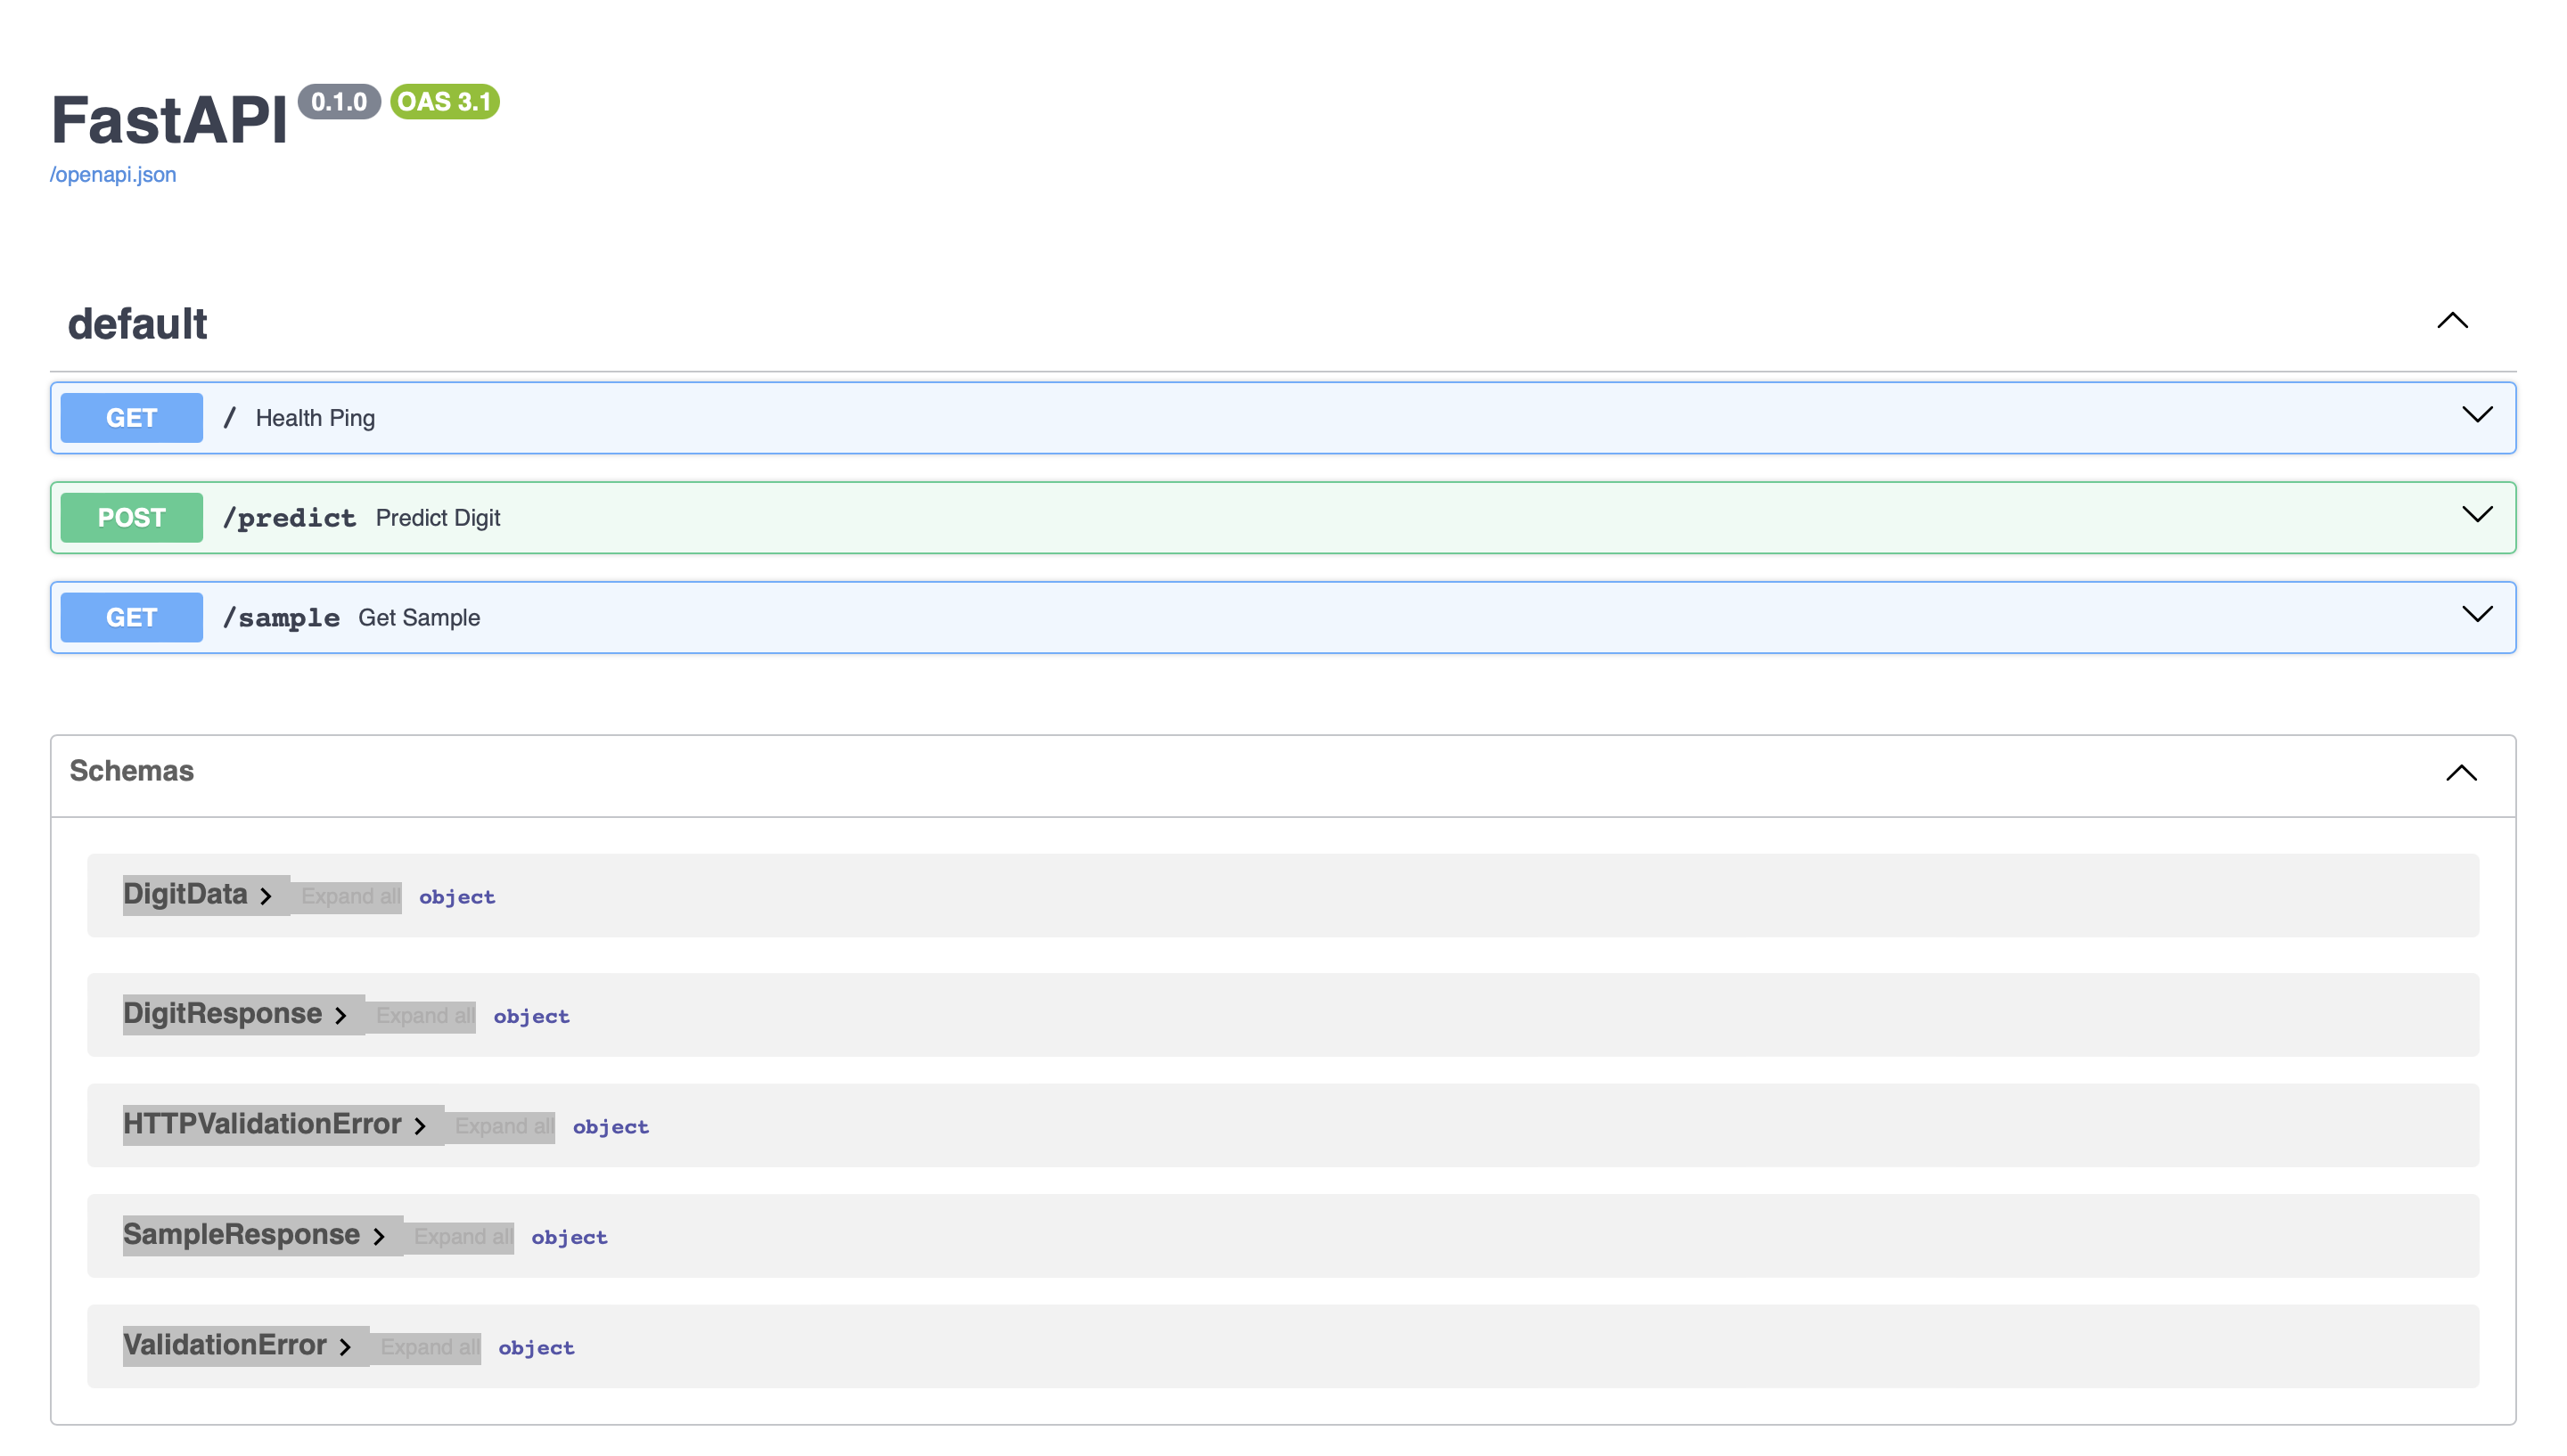 FastAPI 0.1.0 OAS 3.1
/openapi.json
default
GET / Health Ping
POST /predict Predict Digit
GET /sample Get Sample
Schemas
DigitData Expand all object
DigitResponse Expand all object
HTTPValidationError Expand all object
SampleResponse Expand all object
ValidationError Expand all object